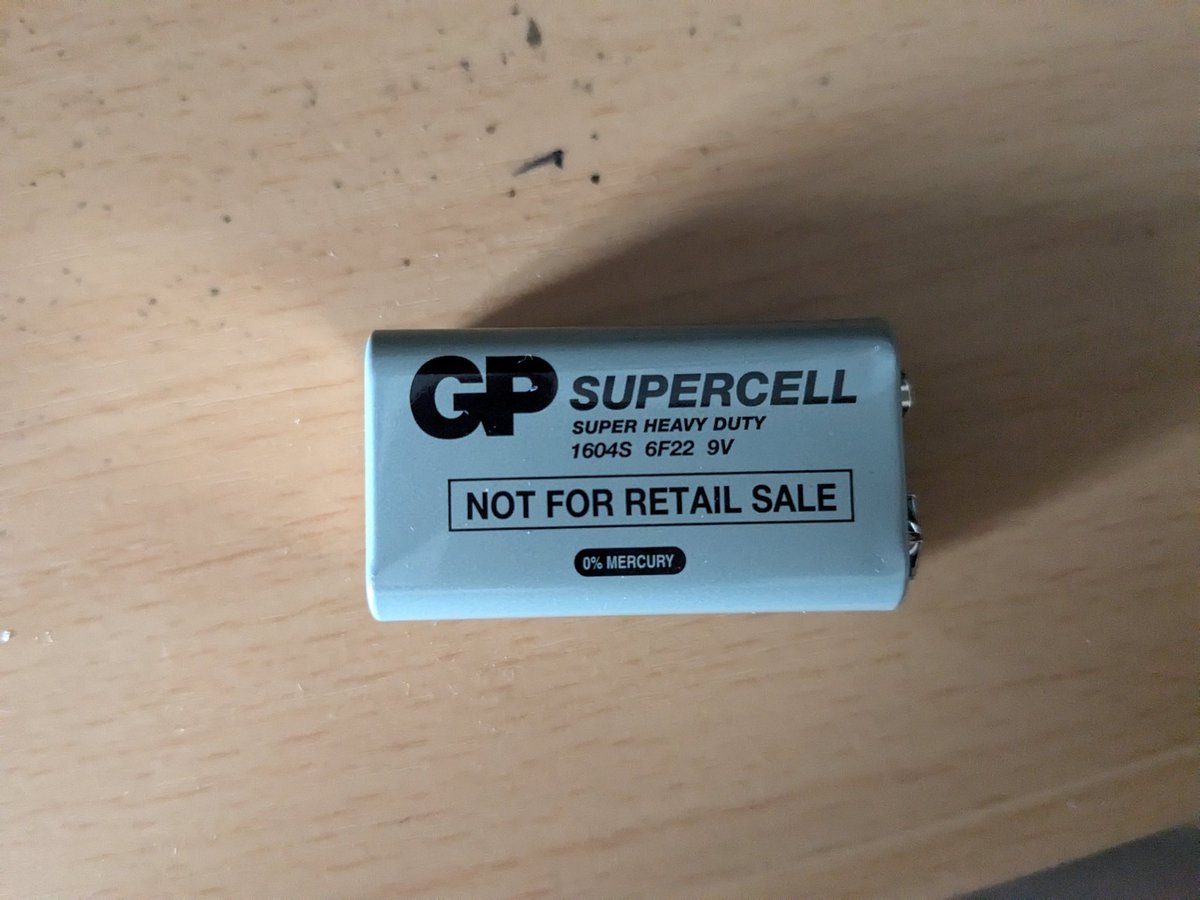 GP SUPERCELL
SUPER HEAVY DUTY
1604S 6F22 9V
NOT FOR RETAIL SALE
0% MERCURY